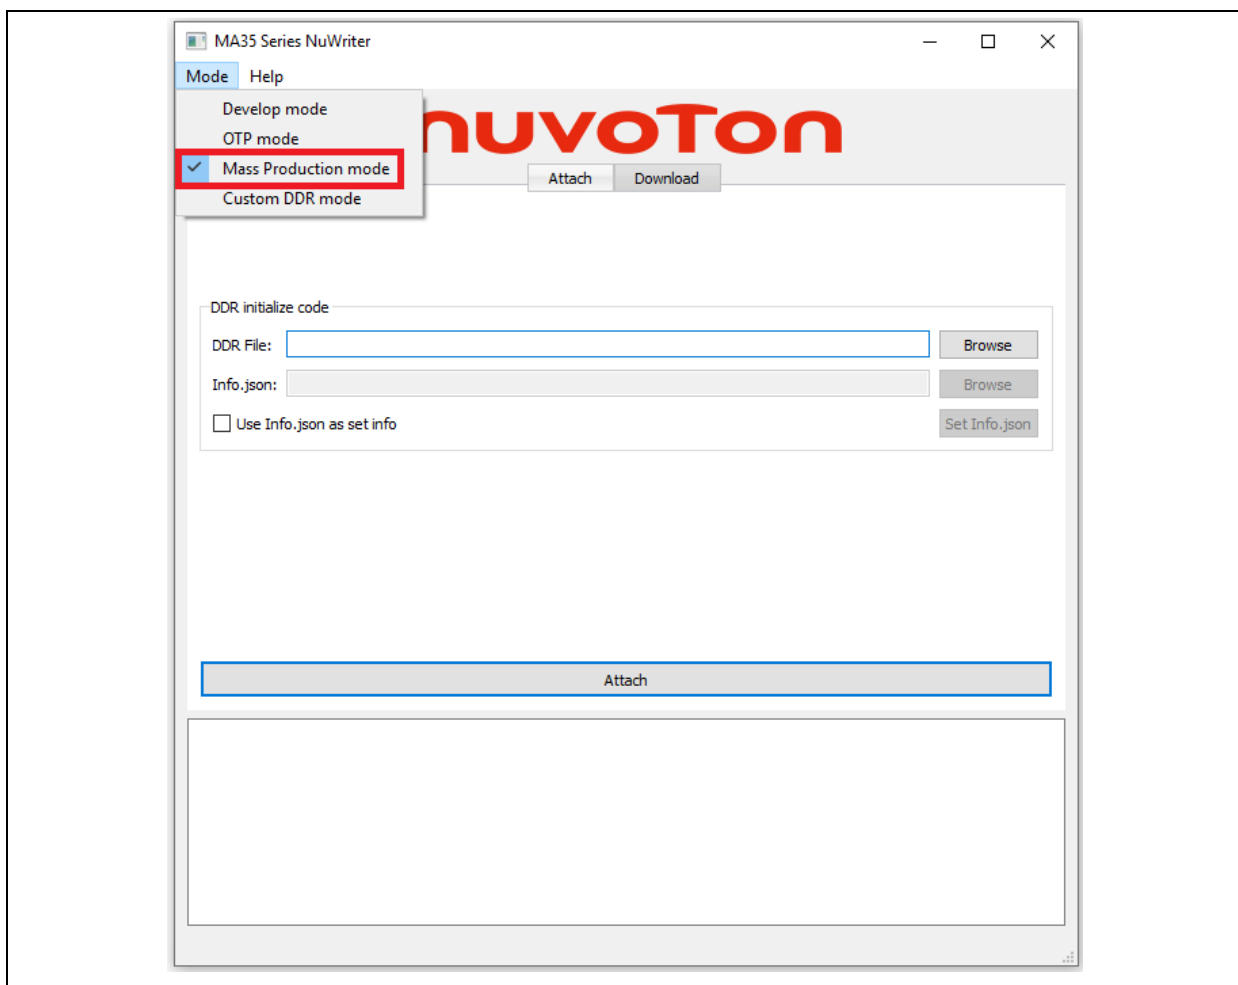 MA35 Series NuWriter
Mode Help
Develop mode
OTP mode
Mass Production mode
Custom DDR mode
nuvoTon
Attach Download
DDR initialize code
DDR File: Browse
Info.json: Browse
Use Info.json as set info Set Info.json
Attach